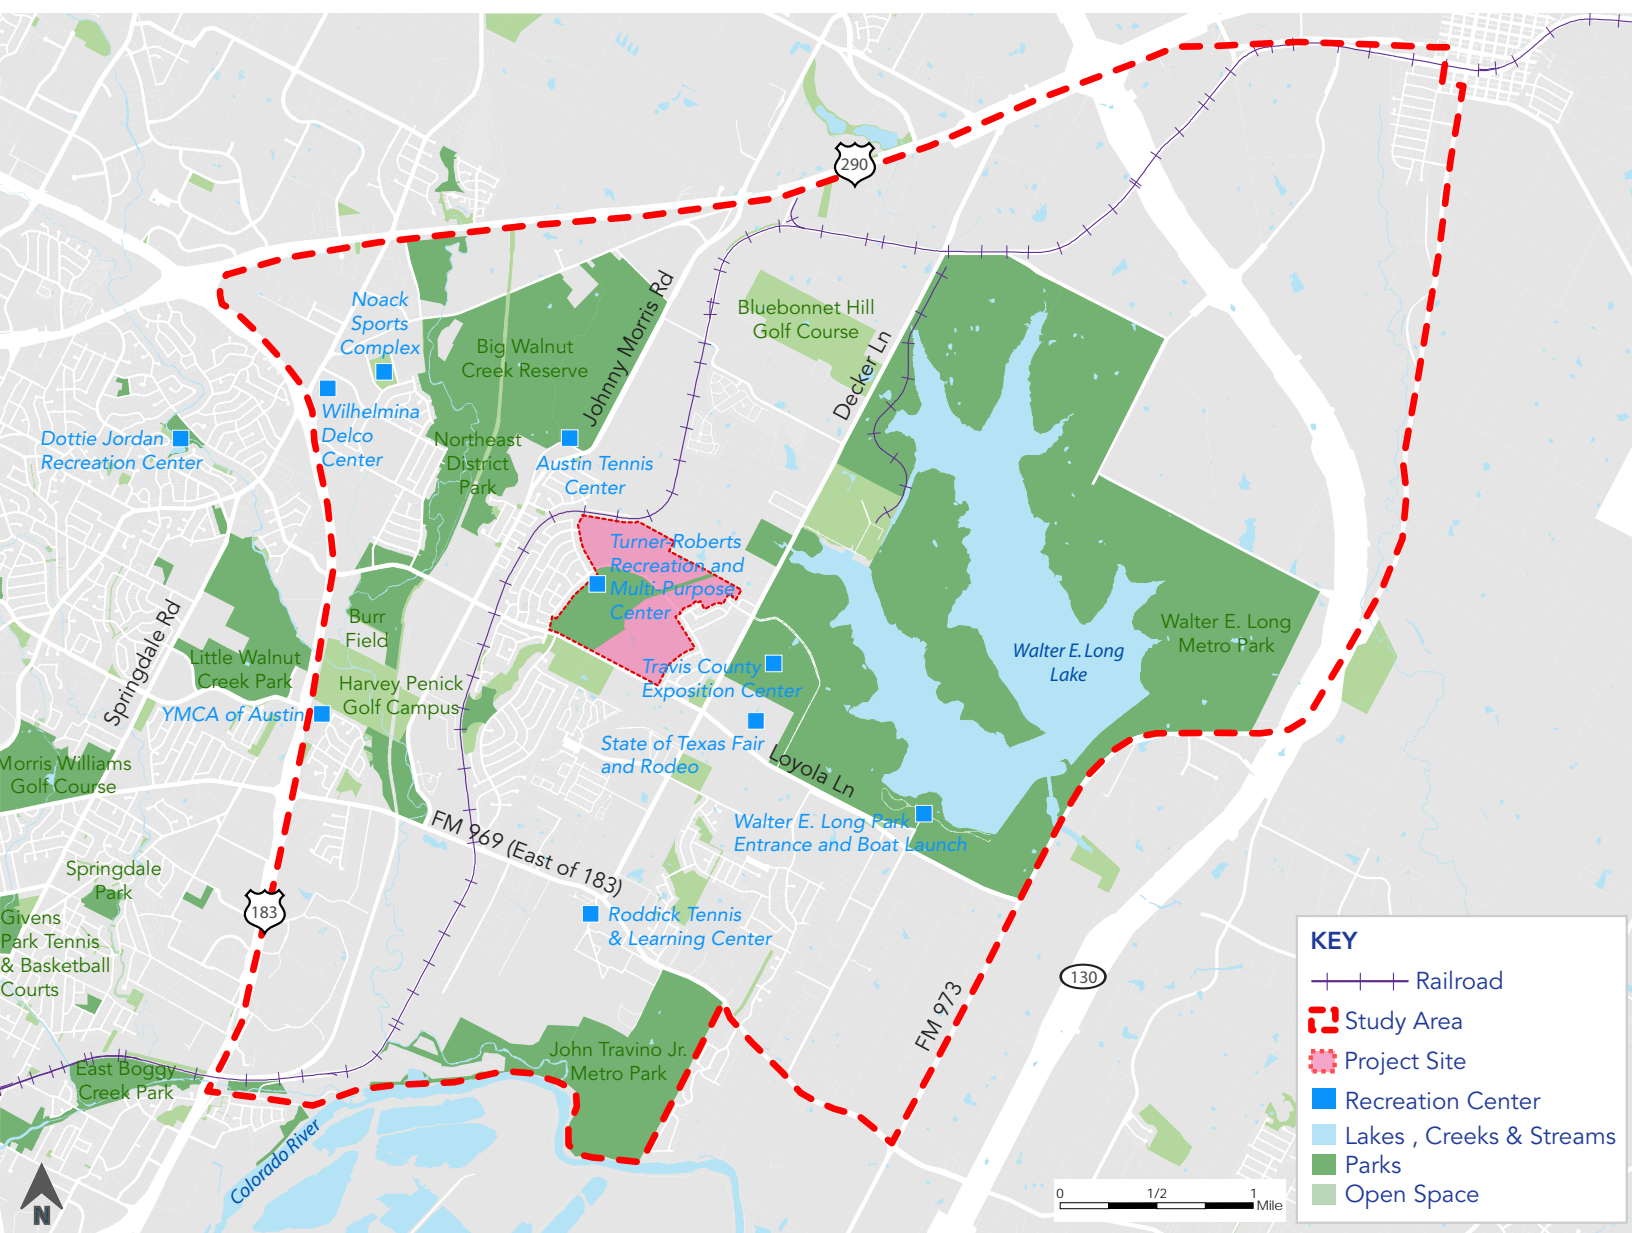 290
Noack
Sports
Complex
Johnny Morris Rd
Bluebonnet Hill
Golf Course
Big Walnut
Creek Reserve
Decker Ln
Wilhelmina
Delco
Center
Dottie Jordan
Recreation Center
Northeast
District
Park
Austin Tennis
Center
Turner-Roberts
Recreation and
Multi-Purpose
Center
Springdale Rd
Burr
Field
Walter E. Long
Metro Park
Walter E. Long
Lake
Little Walnut
Creek Park
Travis County
Exposition Center
Harvey Penick
Golf Campus
YMCA of Austin
State of Texas Fair
and Rodeo
Morris Williams
Golf Course
Loyola Ln
FM 969 (East of 183)
Walter E. Long Park
Entrance and Boat Launch
Springdale
Park
183
Givens
Park Tennis
& Basketball
Courts
Roddick Tennis
& Learning Center
130
FM 973
John Travino Jr.
Metro Park
East Boggy
Creek Park
Colorado River
N
KEY
Railroad
Study Area
Project Site
Recreation Center
Lakes , Creeks & Streams
Parks
Open Space
0 1/2 1
Mile